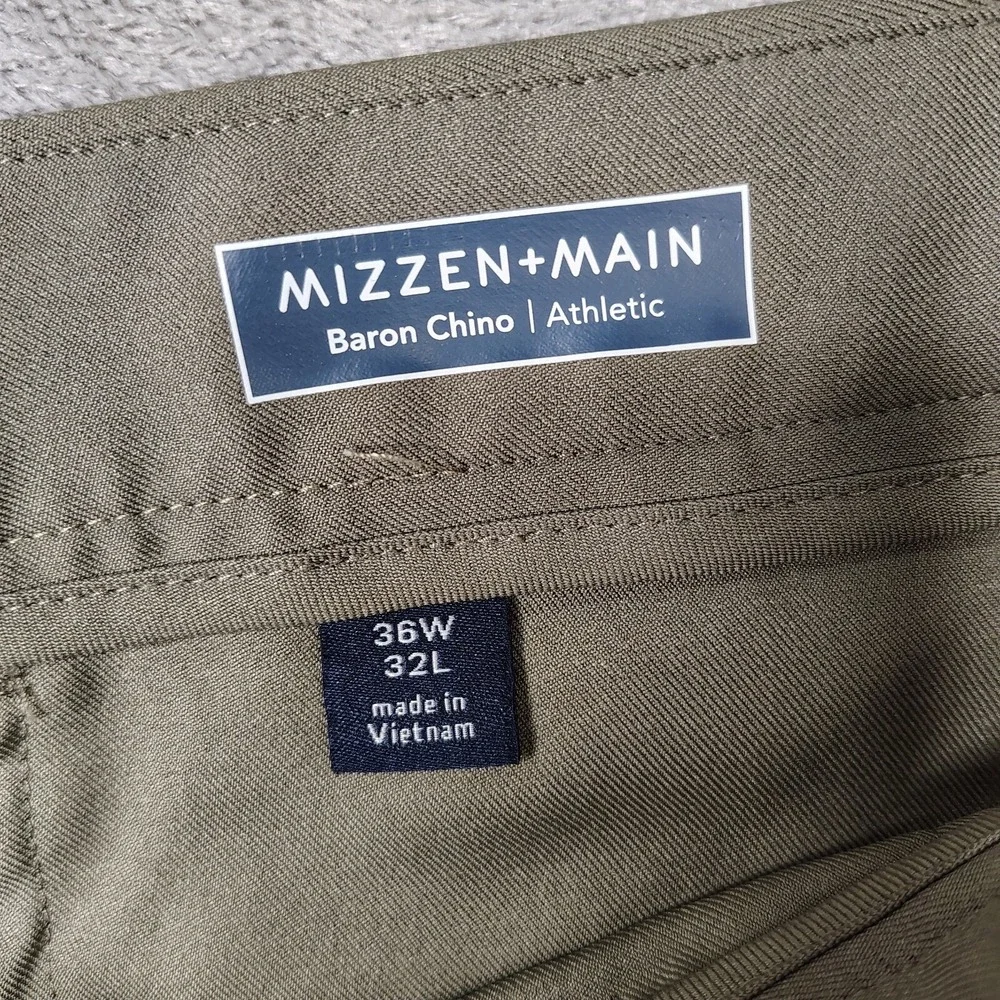 MIZZEN+MAIN
Baron Chino | Athletic
36W
32L
made in
Vietnam